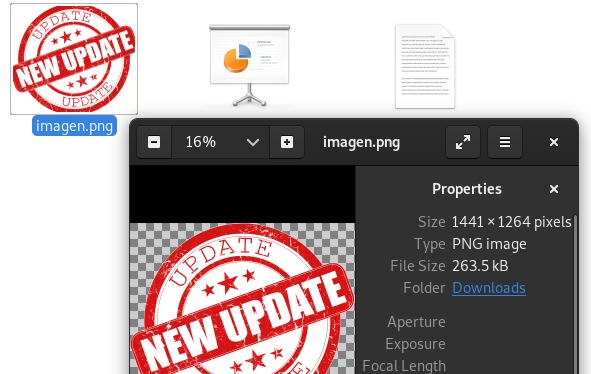 UPDATE
NEW UPDATE
UPDATE
imagen.png
16%
imagen.png
Properties
Size 1441 × 1264 pixels
Type PNG image
File Size 263.5 kB
Folder Downloads
Aperture
Exposure
Focal Length
UPDATE
NEW UPDATE